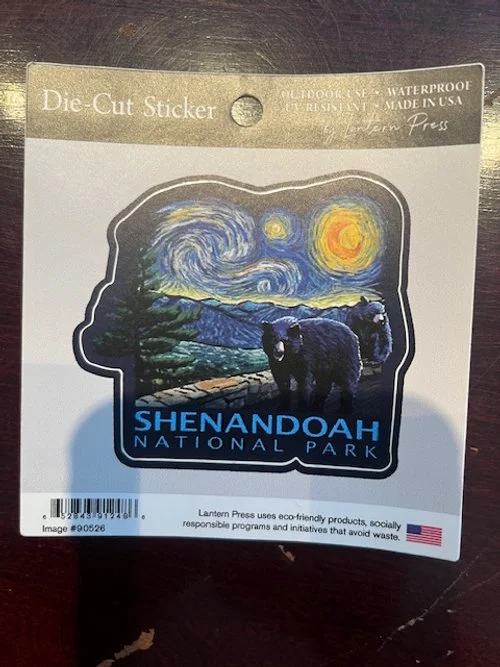 Die-Cut Sticker
OUTDOOR USE • WATERPROOF
UV RESISTANT • MADE IN USA
by Lantern Press
SHENANDOAH
NATIONAL PARK
Image #90526
Lantern Press uses eco-friendly products, socially
responsible programs and initiatives that avoid waste.